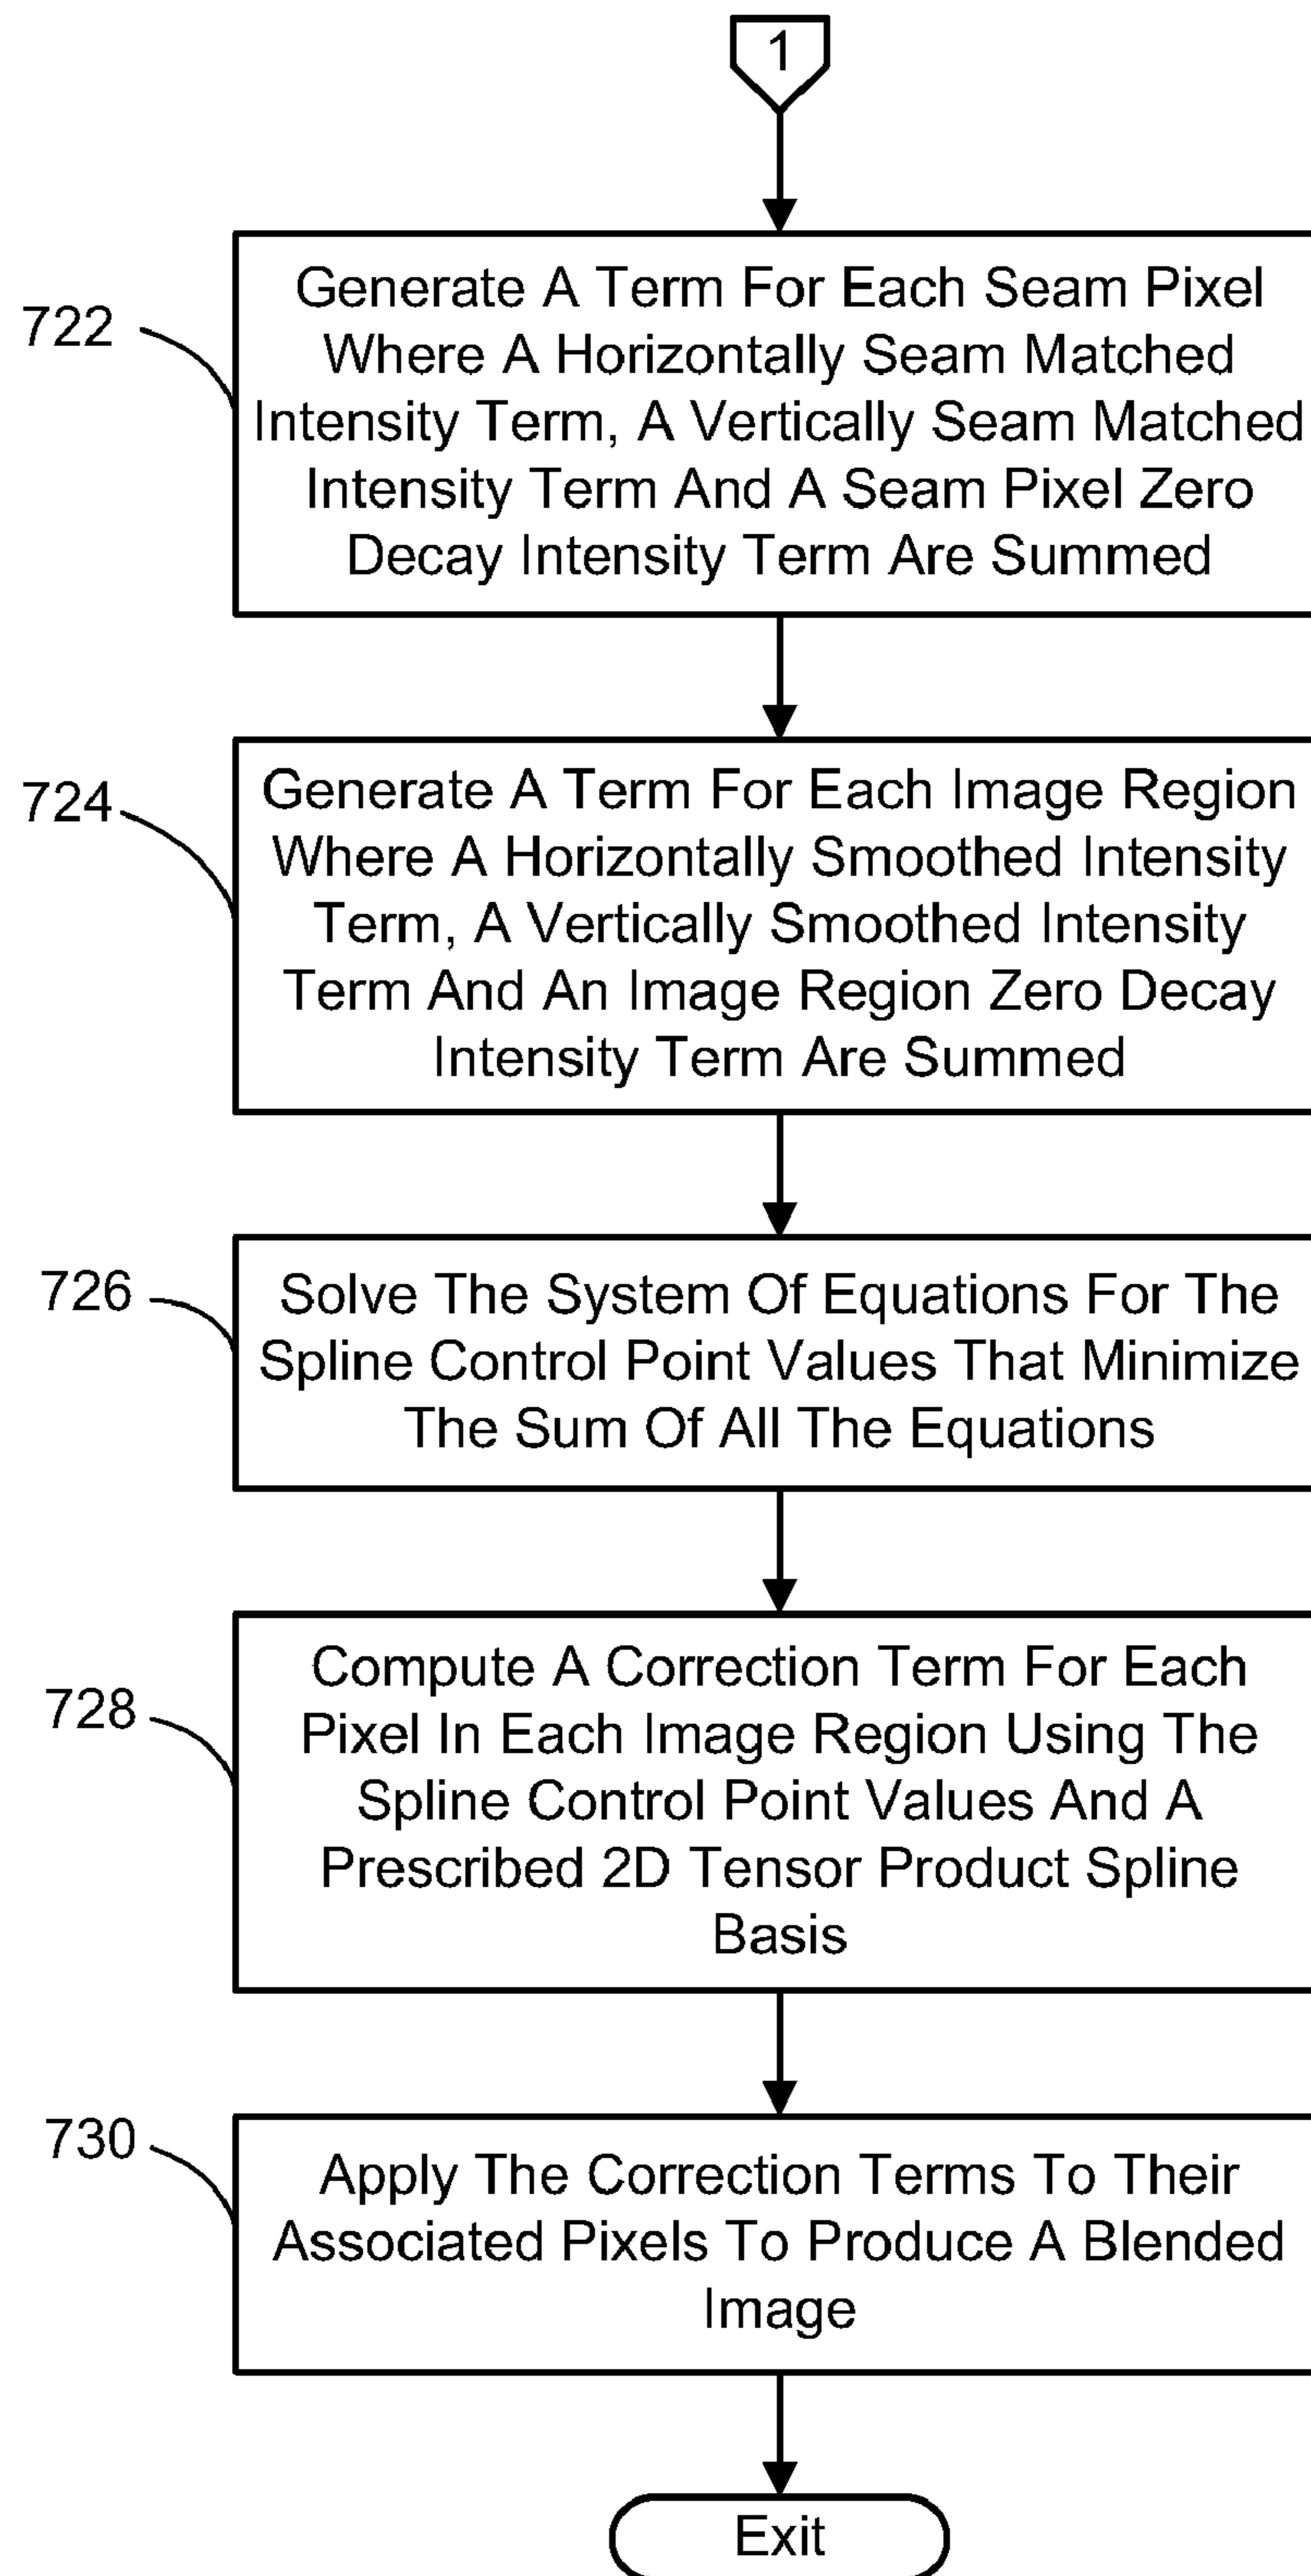 1
722
Generate A Term For Each Seam Pixel
Where A Horizontally Seam Matched
Intensity Term, A Vertically Seam Matched
Intensity Term And A Seam Pixel Zero
Decay Intensity Term Are Summed
724
Generate A Term For Each Image Region
Where A Horizontally Smoothed Intensity
Term, A Vertically Smoothed Intensity
Term And An Image Region Zero Decay
Intensity Term Are Summed
726
Solve The System Of Equations For The
Spline Control Point Values That Minimize
The Sum Of All The Equations
728
Compute A Correction Term For Each
Pixel In Each Image Region Using The
Spline Control Point Values And A
Prescribed 2D Tensor Product Spline
Basis
730
Apply The Correction Terms To Their
Associated Pixels To Produce A Blended
Image
Exit